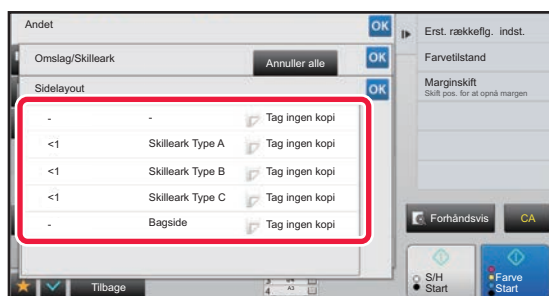 Andet OK
Omslag/Skilleark Annuller alle OK
Sidelayout OK
- - Tag ingen kopi
<1 Skilleark Type A Tag ingen kopi
<1 Skilleark Type B Tag ingen kopi
<1 Skilleark Type C Tag ingen kopi
- Bagside Tag ingen kopi
Tilbage
4 A3
Erst. rækkeflg. indst.
Farvetilstand
Marginskift
Skift pos. for at opnå margen
Forhåndsvis CA
S/H Start
Farve Start